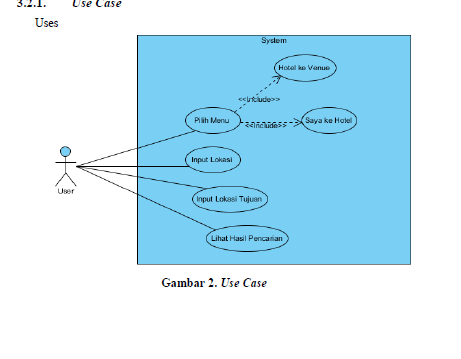 3.2.1. Use Case
Uses
System
Hotel ke Venue
<<Include>>
Pilih Menu
<<Include>>
Saya ke Hotel
Input Lokasi
User
Input Lokasi Tujuan
Lihat Hasil Pencarian
Gambar 2. Use Case